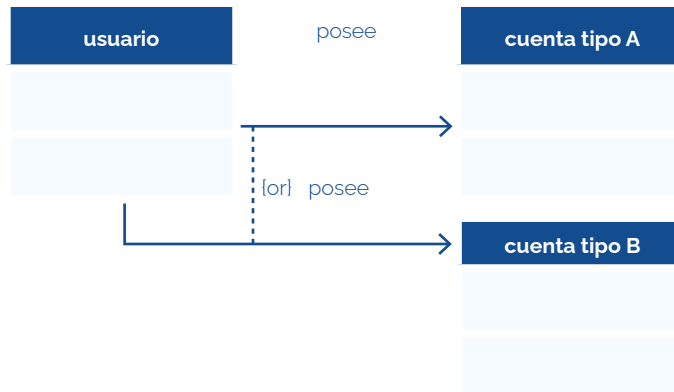 usuario
posee
cuenta tipo A
{or} posee
cuenta tipo B